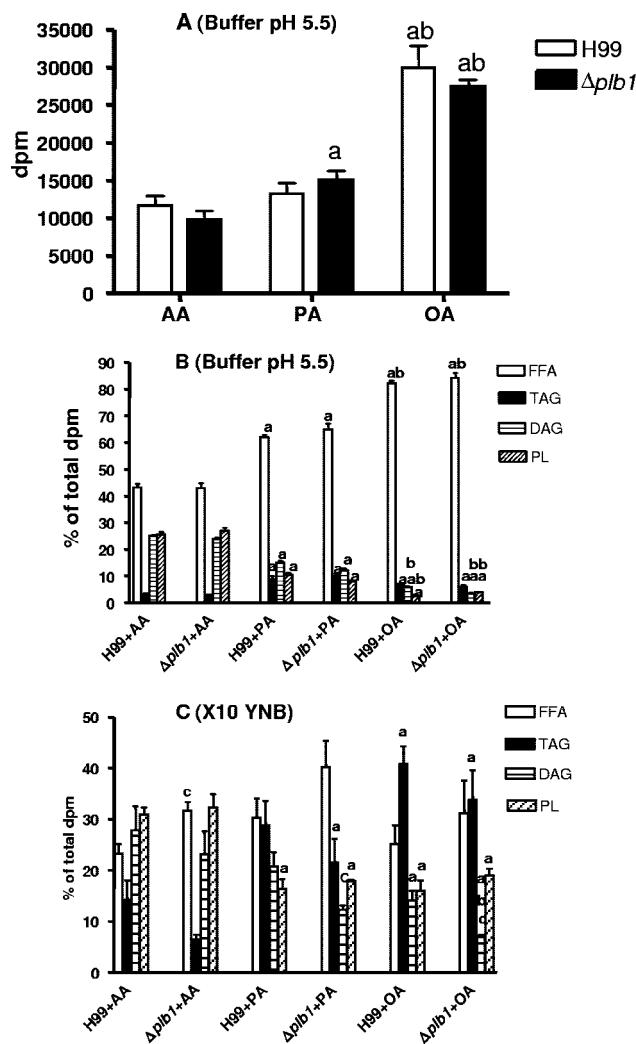 A (Buffer pH 5.5)
H99
Δplb1
dpm
35000
30000
25000
20000
15000
10000
5000
0
a
ab
ab
AA
PA
OA
B (Buffer pH 5.5)
FFA
TAG
DAG
PL
% of total dpm
90
80
70
60
50
40
30
20
10
0
a
a
a
a
a
a
a
a
ab
b
aab
a
ab
bb
aaa
H99+AA
Δplb1+AA
H99+PA
Δplb1+PA
H99+OA
Δplb1+OA
C (X10 YNB)
FFA
TAG
DAG
PL
% of total dpm
50
40
30
20
10
0
c
a
a
c
a
a
a
a
a
a
b
c
a
H99+AA
Δplb1+AA
H99+PA
Δplb1+PA
H99+OA
Δplb1+OA